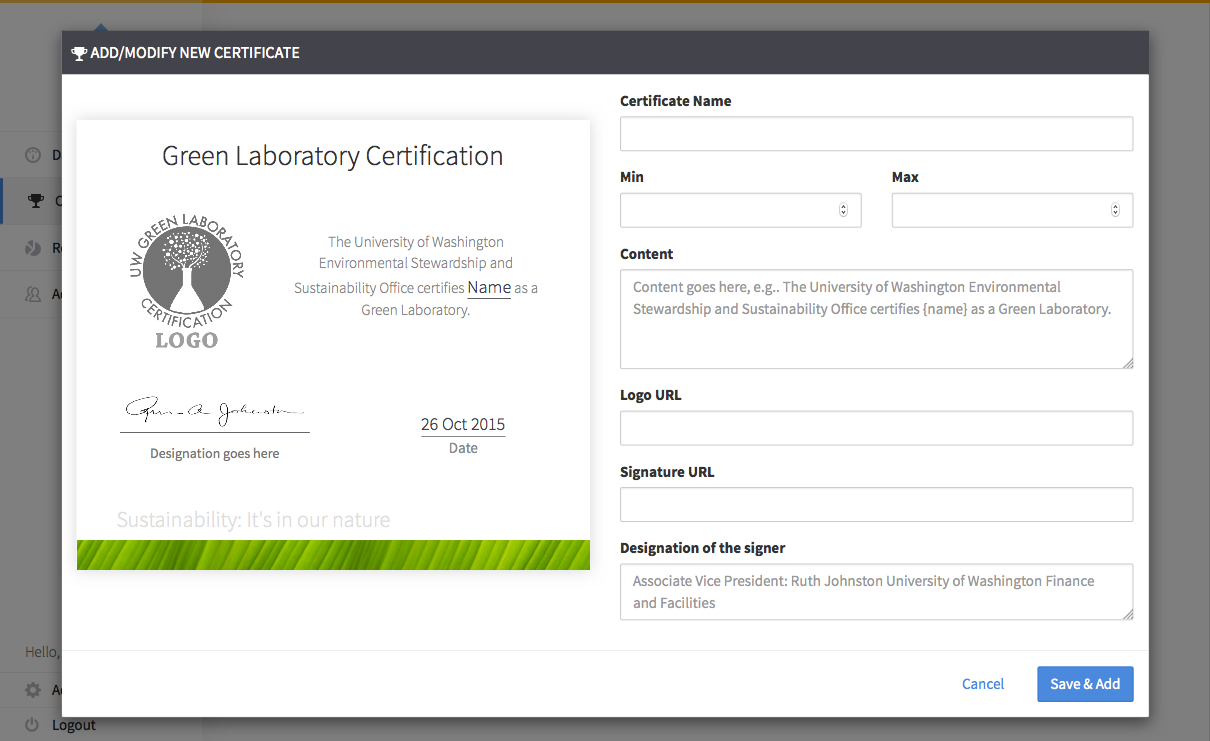 ADD/MODIFY NEW CERTIFICATE
Green Laboratory Certification
UW GREEN LABORATORY
CERTIFICATION
LOGO
The University of Washington
Environmental Stewardship and
Sustainability Office certifies Name as a
Green Laboratory.
Designation goes here
26 Oct 2015
Date
Sustainability: It's in our nature
Certificate Name
Min
Max
Content
Content goes here, e.g.. The University of Washington Environmental
Stewardship and Sustainability Office certifies {name} as a Green Laboratory.
Logo URL
Signature URL
Designation of the signer
Associate Vice President: Ruth Johnston University of Washington Finance
and Facilities
Cancel
Save & Add
Hello,
Logout